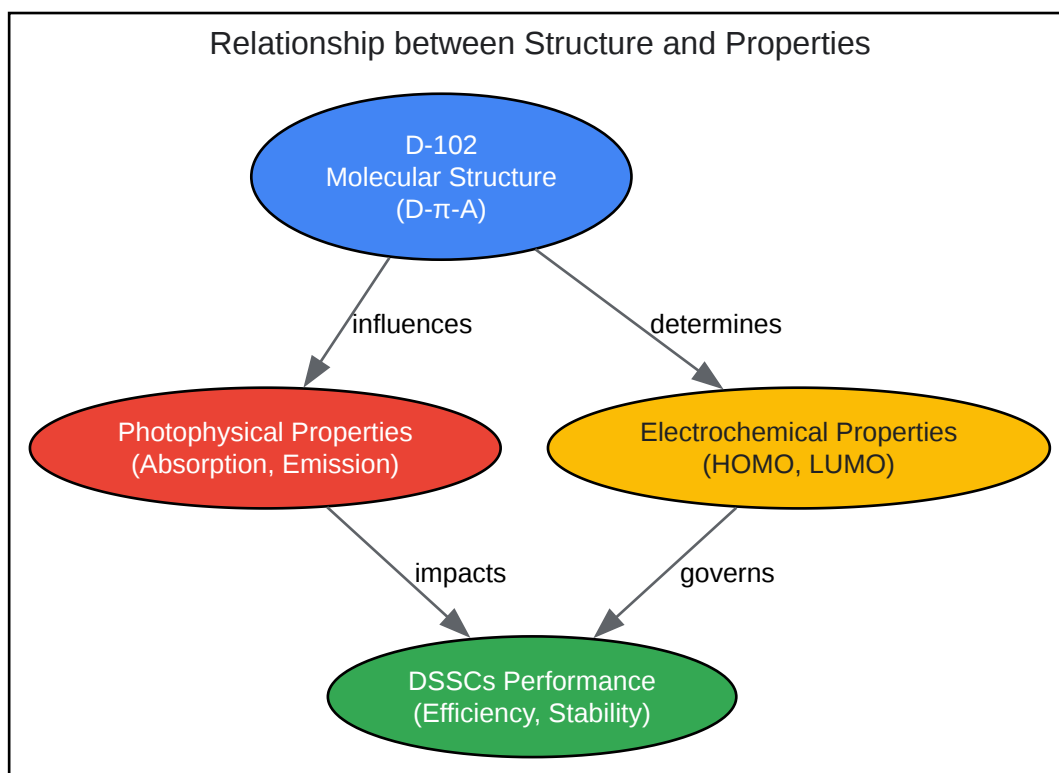 Relationship between Structure and Properties
D-102
Molecular Structure
(D-π-A)
influences
determines
Photophysical Properties
(Absorption, Emission)
Electrochemical Properties
(HOMO, LUMO)
impacts
governs
DSSCs Performance
(Efficiency, Stability)